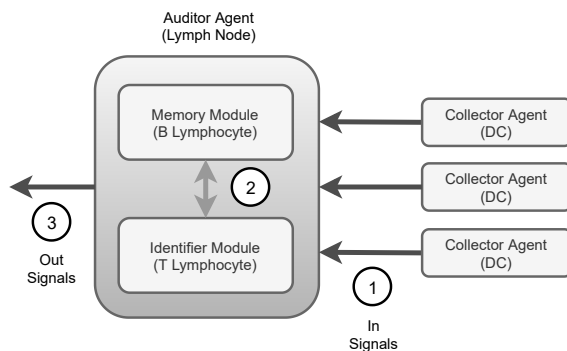 Auditor Agent
(Lymph Node)
Memory Module
(B Lymphocyte)
Collector Agent
(DC)
2
Collector Agent
(DC)
3
Out
Signals
Identifier Module
(T Lymphocyte)
Collector Agent
(DC)
1
In
Signals